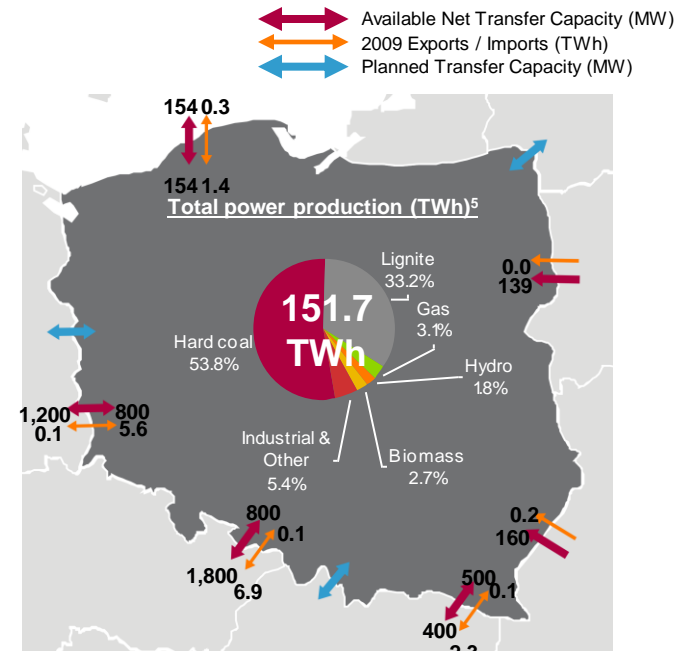 Available Net Transfer Capacity (MW)
2009 Exports / Imports (TWh)
Planned Transfer Capacity (MW)
154 0.3
154 1.4
Total power production (TWh)5
Lignite
33.2%
0.0
139
Gas
3.1%
151.7
TWh
Hard coal
53.8%
Hydro
1.8%
1,200 800
0.1 5.6
Industrial &
Other
5.4%
Biomass
2.7%
800
0.1
0.2
160
1,800
6.9
500
0.1
400